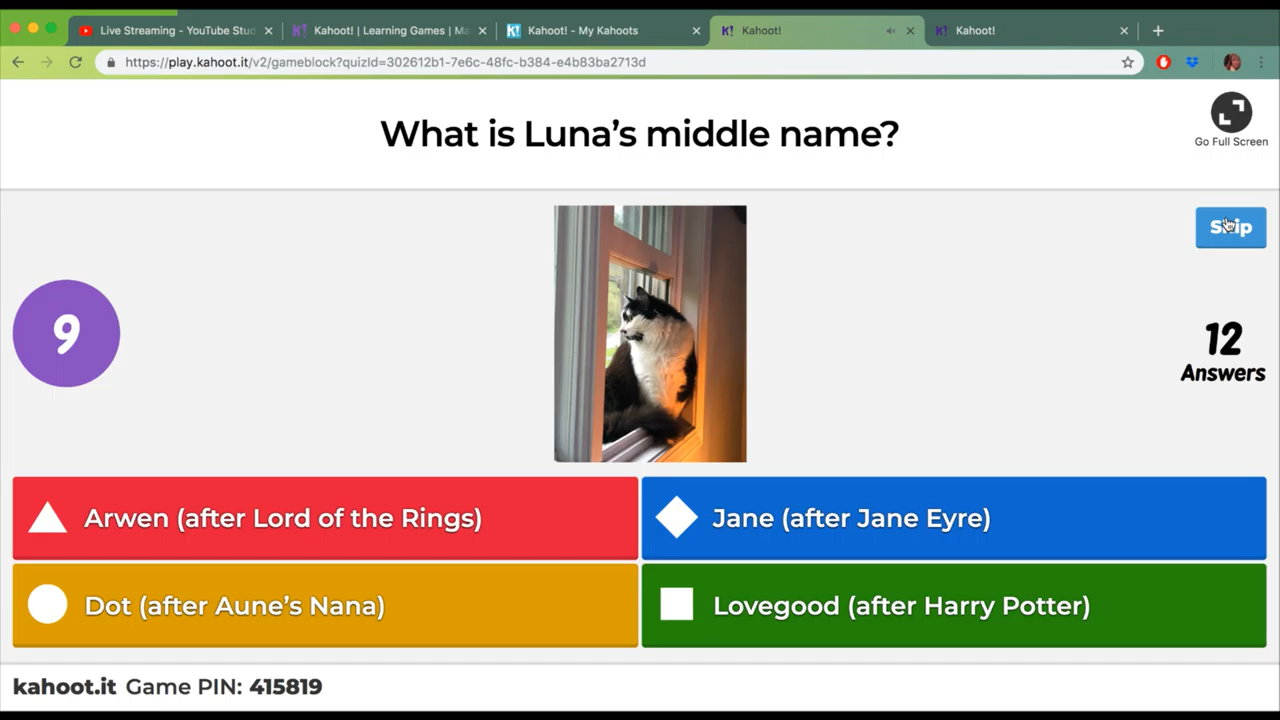 Live Streaming - YouTube Stud
Kahoot! | Learning Games | Ma
Kahoot! - My Kahoots
Kahoot!
Kahoot!
https://play.kahoot.it/v2/gameblock?quizId=302612b1-7e6c-48fc-b384-e4b83ba2713d
What is Luna's middle name?
Go Full Screen
Skip
9
12
Answers
Arwen (after Lord of the Rings)
Jane (after Jane Eyre)
Dot (after Aune's Nana)
Lovegood (after Harry Potter)
kahoot.it Game PIN: 415819